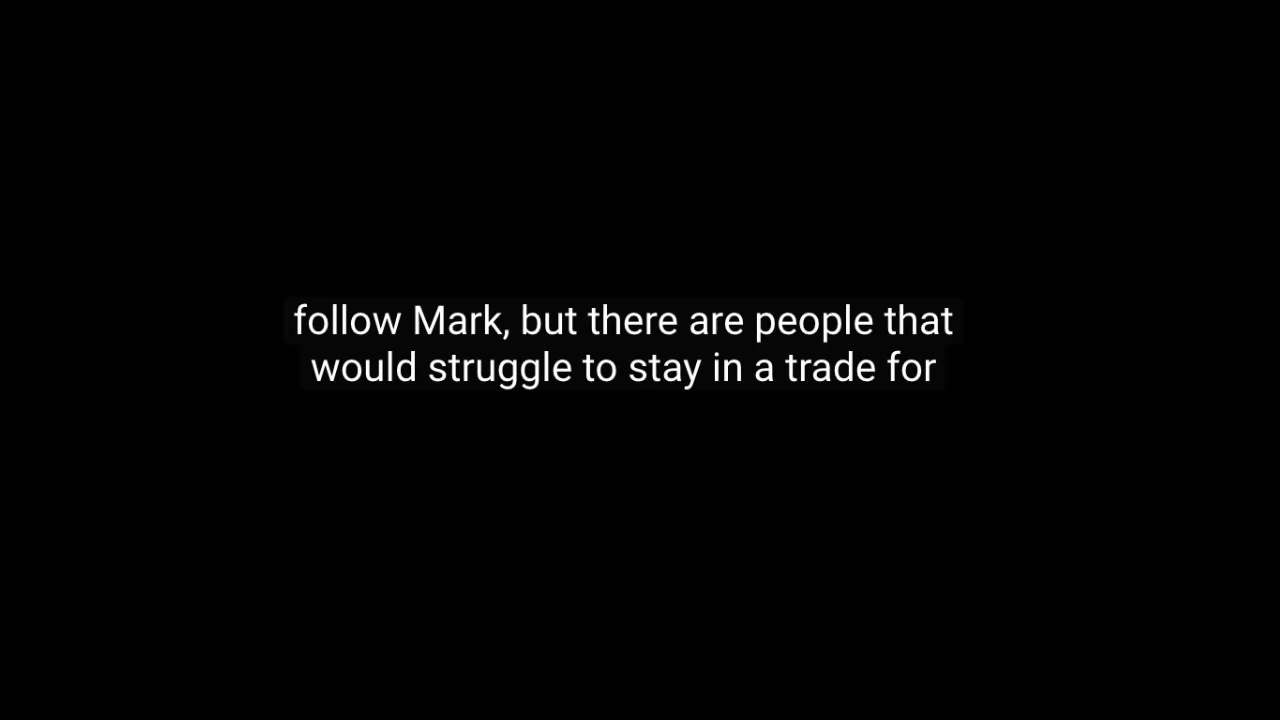 follow Mark, but there are people that
would struggle to stay in a trade for